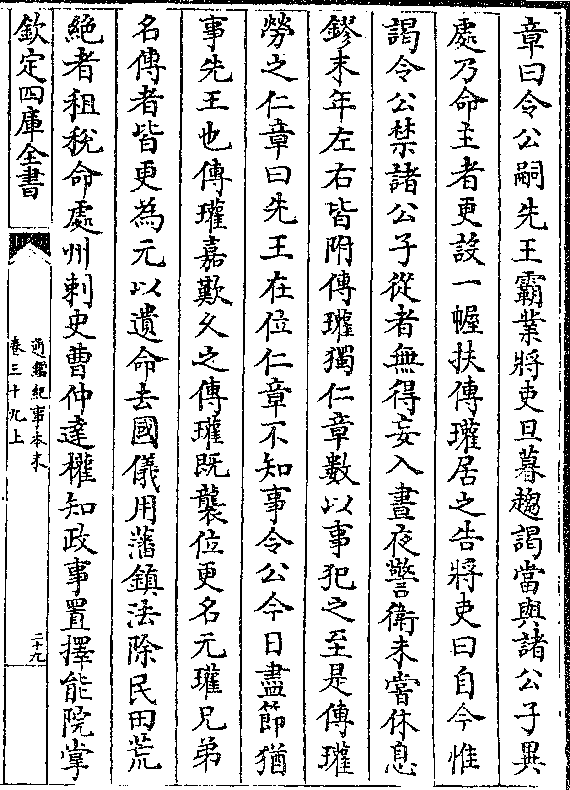 章曰令公嗣先王霸業將吏旦暮趨謁當與諸公子異
處乃命主者更設一幄扶傳瓘居之告將吏曰自今惟
謁令公禁諸公子從者無得妄入晝夜警衛未嘗休息
鏐末年左右皆附傳瓘獨仁章數以事犯之至是傳瓘
勞之仁章曰先王在位仁章不知事令公今日盡節猶
事先王也傳瓘嘉歎久之傳瓘既襲位更名元瓘兄弟
名傳者皆更為元以遺命去國儀用藩鎮法除民田荒
絶者租稅命處州刺史曹仲達權知政事置擇能院掌
欽定四庫全書
通鑑紀事本末
卷三十九上
二十九